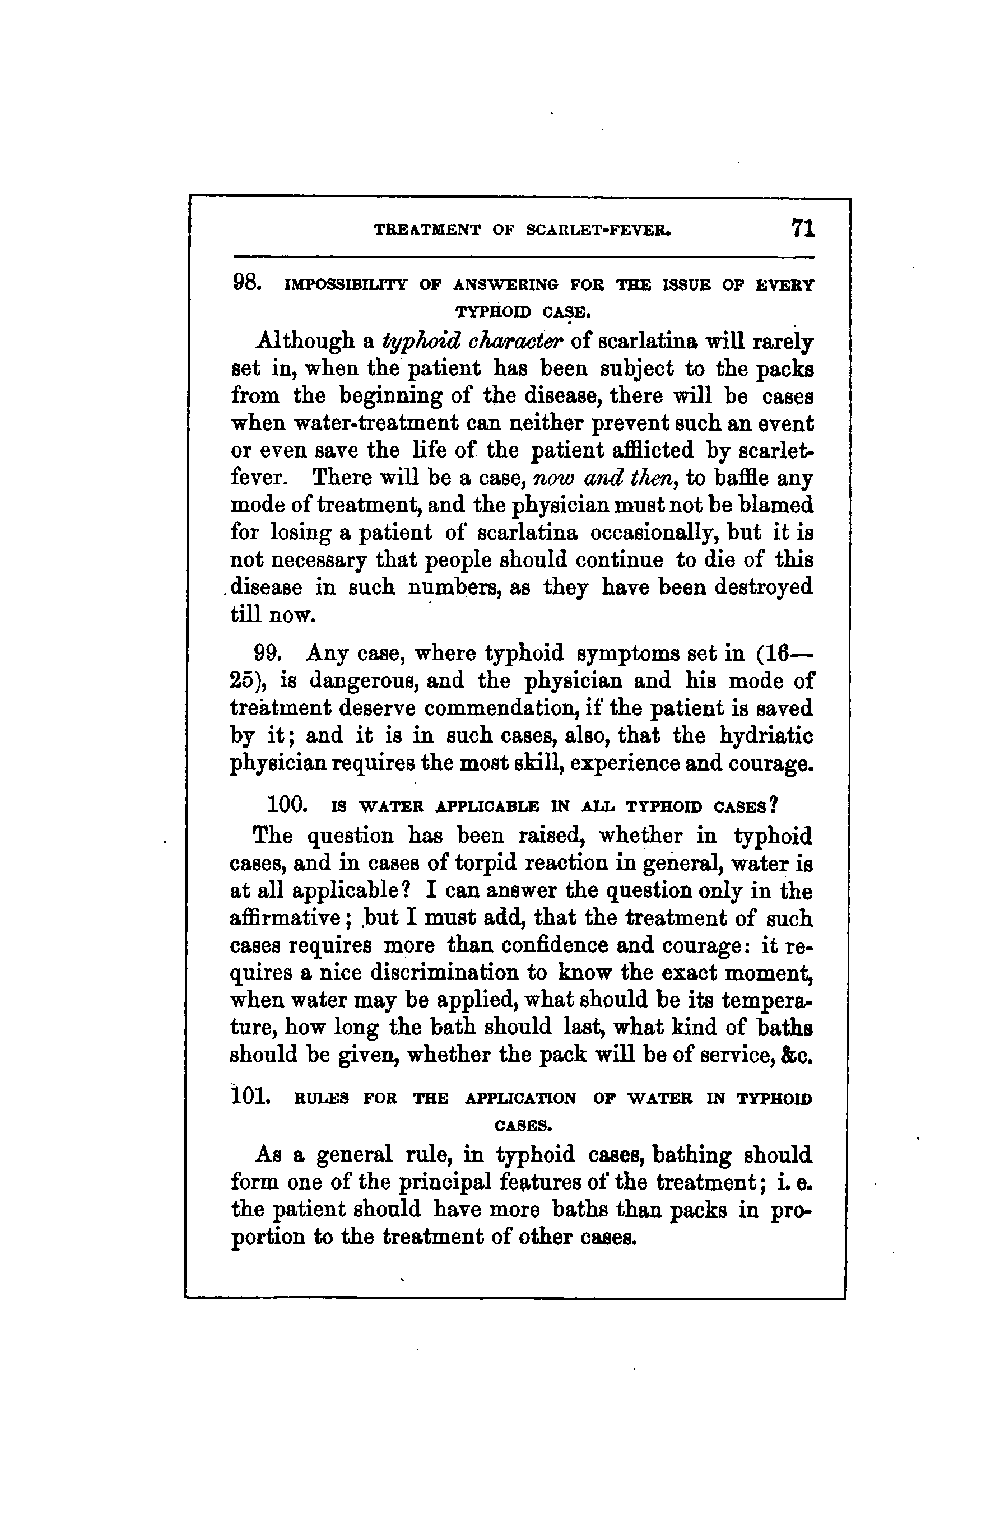 TREATMENT OF SCARLET-FEVER. 71
98. IMPOSSIBILITY OF ANSWERING FOR THE ISSUE OF EVERY
TYPHOID CASE.
Although a typhoid character of scarlatina will rarely
set in, when the patient has been subject to the packs
from the beginning of the disease, there will be cases
when water-treatment can neither prevent such an event
or even save the life of the patient afflicted by scarlet-
fever. There will be a case, now and then, to baffle any
mode of treatment, and the physician must not be blamed
for losing a patient of scarlatina occasionally, but it is
not necessary that people should continue to die of this
disease in such numbers, as they have been destroyed
till now.
99. Any case, where typhoid symptoms set in (16—
25), is dangerous, and the physician and his mode of
treatment deserve commendation, if the patient is saved
by it; and it is in such cases, also, that the hydriatic
physician requires the most skill, experience and courage.
100. IS WATER APPLICABLE IN ALL TYPHOID CASES?
The question has been raised, whether in typhoid
cases, and in cases of torpid reaction in general, water is
at all applicable? I can answer the question only in the
affirmative; but I must add, that the treatment of such
cases requires more than confidence and courage: it re-
quires a nice discrimination to know the exact moment,
when water may be applied, what should be its tempera-
ture, how long the bath should last, what kind of baths
should be given, whether the pack will be of service, &c.
101. RULES FOR THE APPLICATION OF WATER IN TYPHOID
CASES.
As a general rule, in typhoid cases, bathing should
form one of the principal features of the treatment; i. e.
the patient should have more baths than packs in pro-
portion to the treatment of other cases.